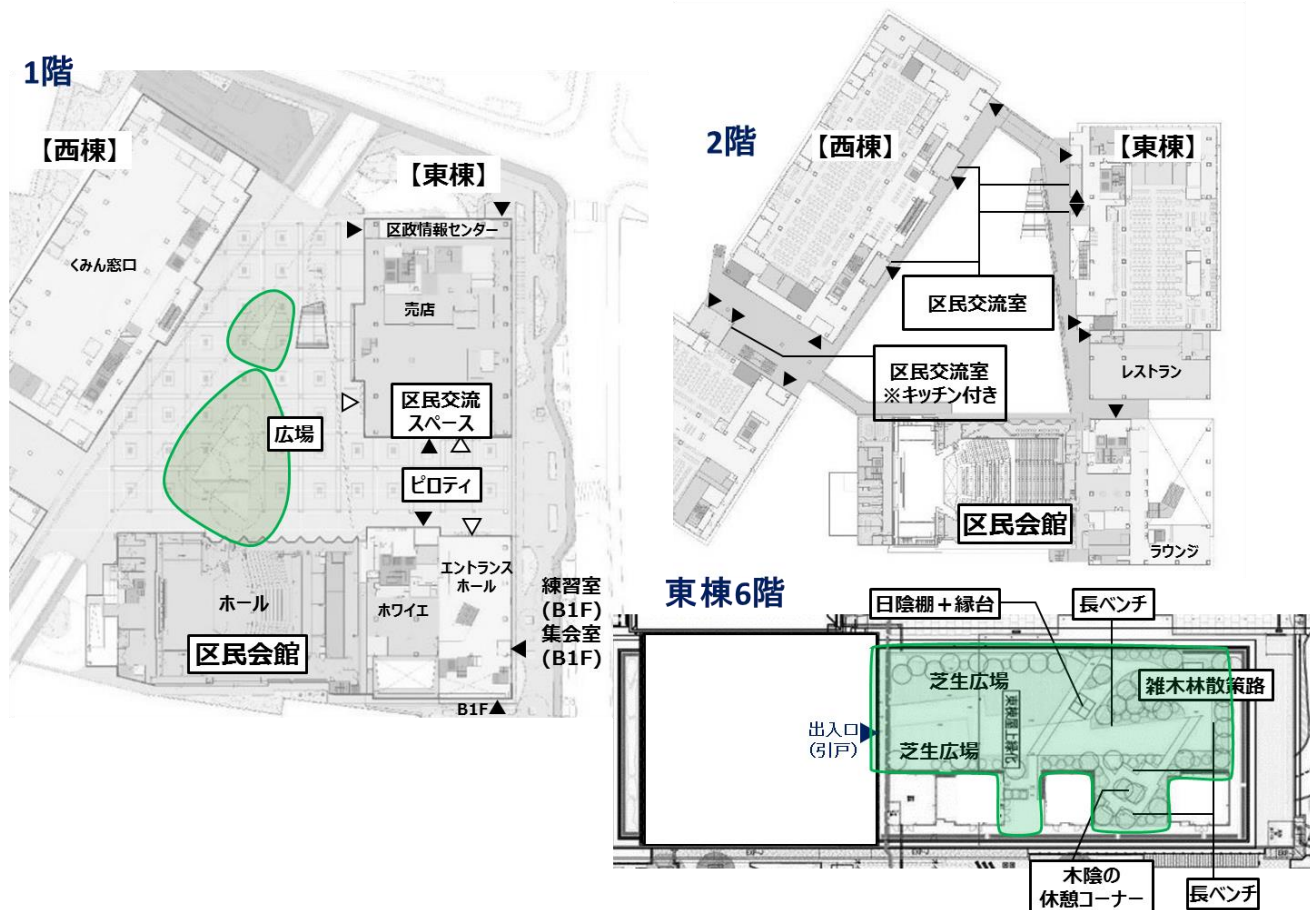 1階
【西棟】
【東棟】
区政情報センター
くみん窓口
売店
区民交流
スペース
広場
ピロティ
エントランス
ホール
ホール
ホワイエ
練習室
(B1F)
集会室
(B1F)
区民会館
B1F
2階
【西棟】
【東棟】
区民交流室
区民交流室
※キッチン付き
レストラン
区民会館
ラウンジ
東棟6階
日陰棚+縁台
長ベンチ
芝生広場
雑木林散策路
東棟屋上緑化
出入口
(引戸)
芝生広場
木陰の
休憩コーナー
長ベンチ